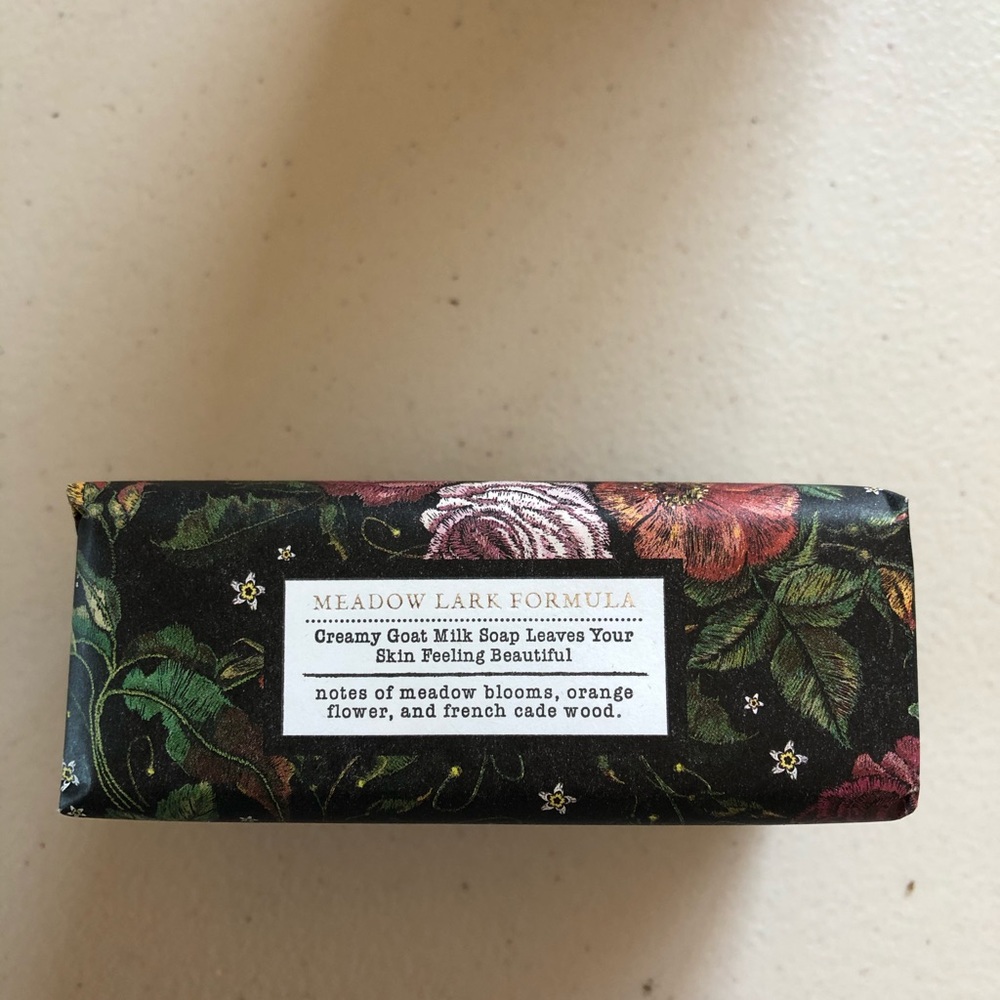 MEADOW LARK FORMULA
Creamy Goat Milk Soap Leaves Your
Skin Feeling Beautiful
notes of meadow blooms, orange
flower, and french cade wood.